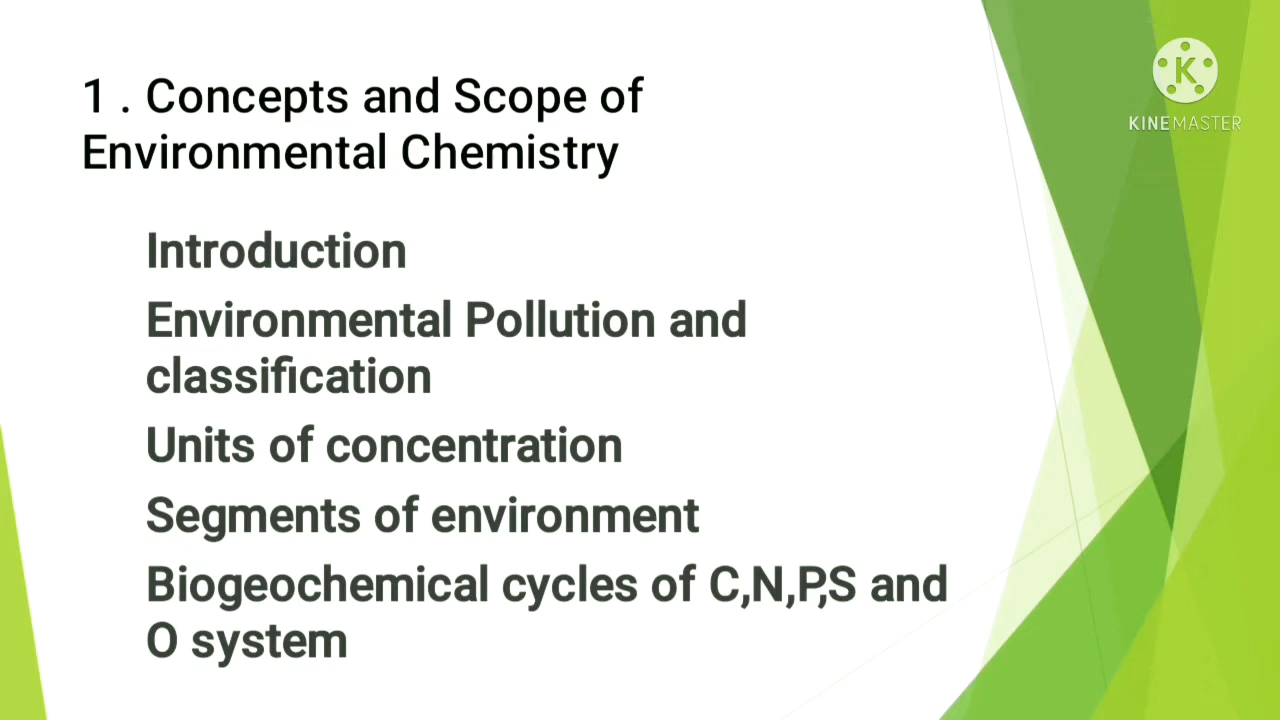 1 . Concepts and Scope of
Environmental Chemistry
Introduction
Environmental Pollution and
classification
Units of concentration
Segments of environment
Biogeochemical cycles of C,N,P,S and
O system
K
KINEMASTER